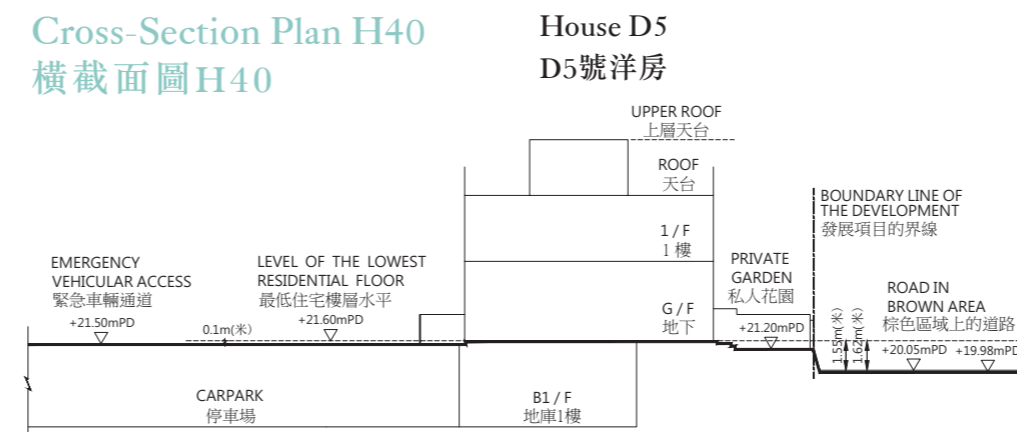 Cross-Section Plan H40
橫截面圖H40
House D5
D5號洋房
UPPER ROOF
上層天台
ROOF
天台
1 / F
1 樓
G / F
地下
BOUNDARY LINE OF
THE DEVELOPMENT
發展項目的界線
EMERGENCY
VEHICULAR ACCESS
緊急車輛通道
+21.50mPD
0.1m(米)
LEVEL OF THE LOWEST
RESIDENTIAL FLOOR
最低住宅樓層水平
+21.60mPD
PRIVATE
GARDEN
私人花園
+21.20mPD
1.55m(米)
1.62m(米)
ROAD IN
BROWN AREA
棕色區域上的道路
+20.05mPD +19.98mPD
CARPARK
停車場
B1 / F
地庫1樓